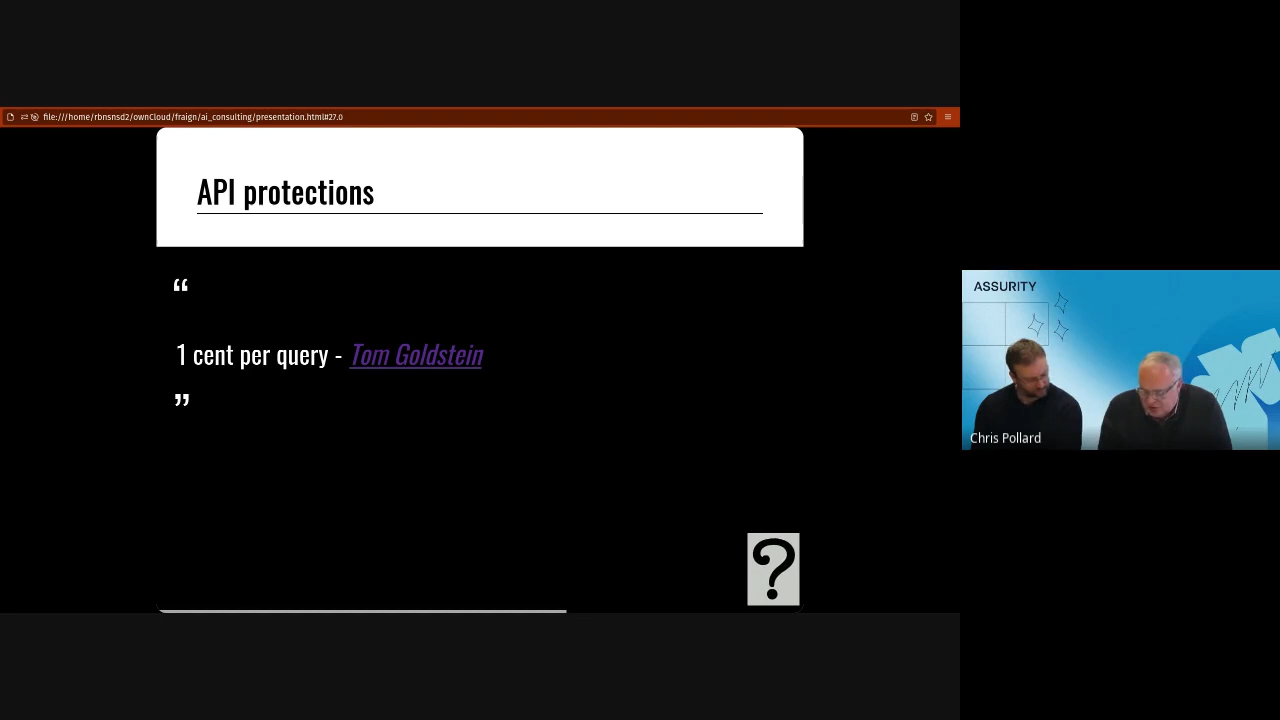 file:///home/rbnsnsd2/ownCloud/fraign/ai_consulting/presentation.html#27.0
API protections
“
1 cent per query - Tom Goldstein
”
?
ASSURITY
Chris Pollard